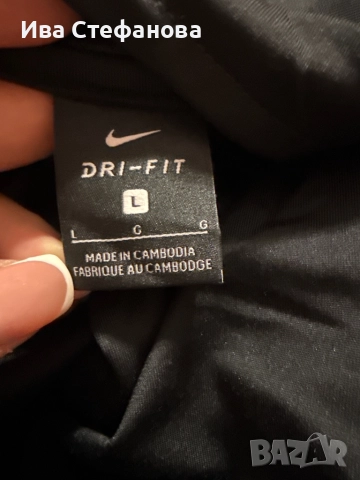 Ива Стефанова
DRI-FIT
L
L G G
MADE IN CAMBODIA
FABRIQUE AU CAMBODGE
BAZAR